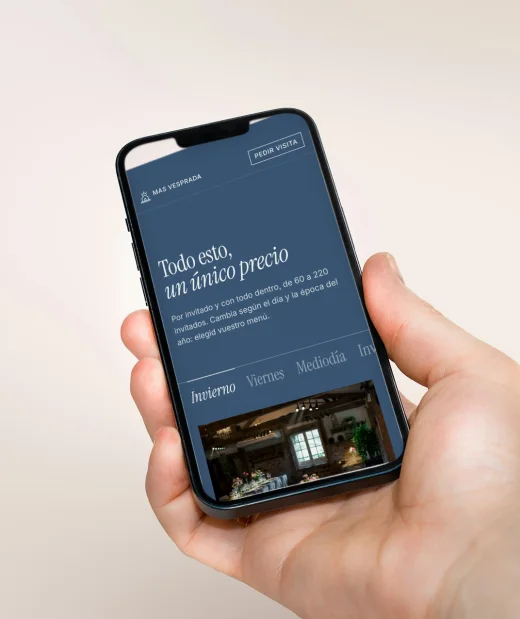 PEDIR VISITA
MAS VESPRADA
Todo esto,
un único precio
Por invitado y con todo dentro, de 60 a 220
invitados. Cambia según el día y la época del
año: elegid vuestro menú.
Invierno Viernes Mediodía Inv